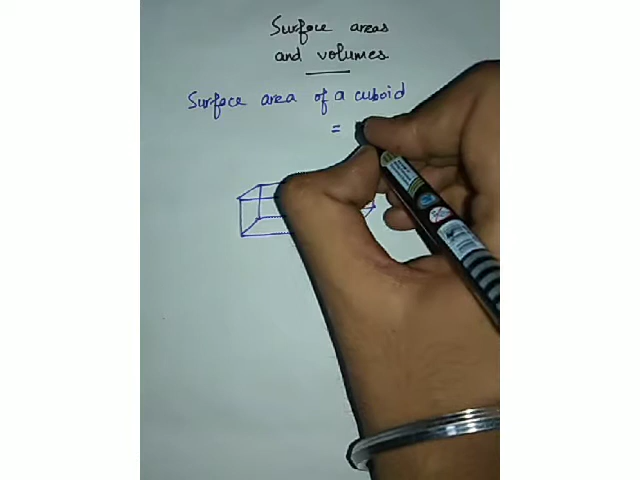 Surface areas
and volumes
Surface area of a cuboid
=